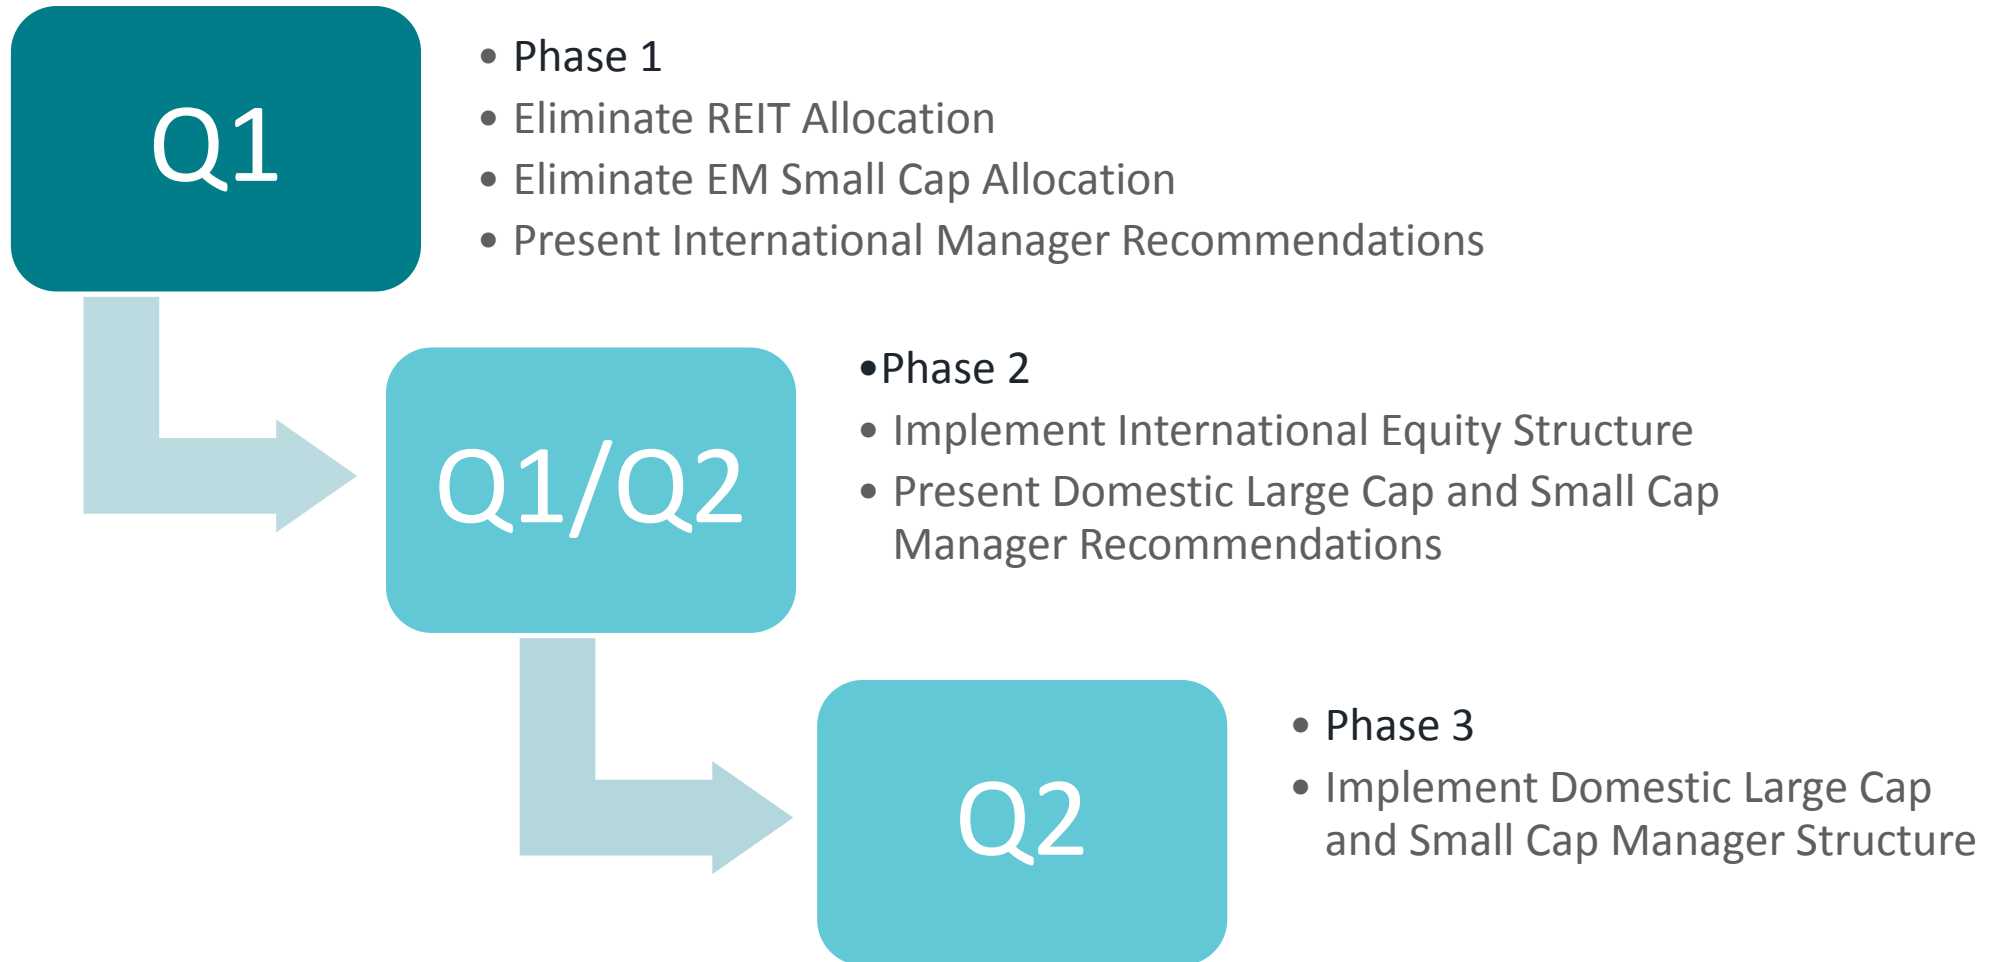 Q1
• Phase 1
• Eliminate REIT Allocation
• Eliminate EM Small Cap Allocation
• Present International Manager Recommendations
Q1/Q2
•Phase 2
• Implement International Equity Structure
• Present Domestic Large Cap and Small Cap
Manager Recommendations
Q2
• Phase 3
• Implement Domestic Large Cap
and Small Cap Manager Structure